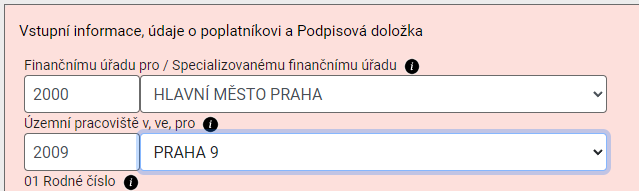 Vstupní informace, údaje o poplatníkovi a Podpisová doložka
Finančnímu úřadu pro / Specializovanému finančnímu úřadu i
2000 HLAVNÍ MĚSTO PRAHA
Územní pracoviště v, ve, pro i
2009 PRAHA 9
01 Rodné číslo i